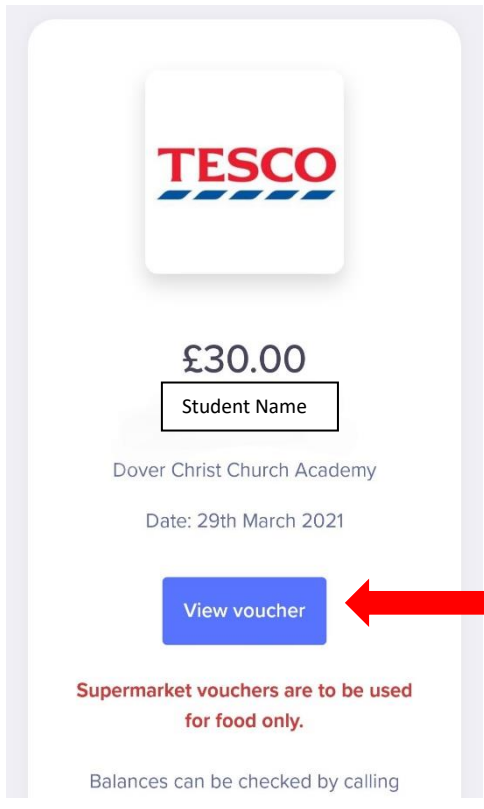 TESCO
£30.00
Student Name
Dover Christ Church Academy
Date: 29th March 2021
View voucher
Supermarket vouchers are to be used
for food only.
Balances can be checked by calling